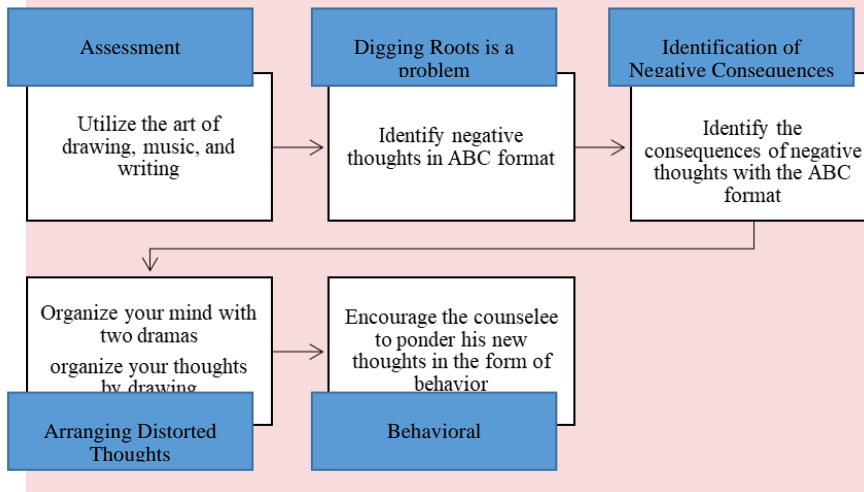 Assessment
Utilize the art of
drawing, music, and
writing
Digging Roots is a
problem
Identify negative
thoughts in ABC format
Identification of
Negative Consequences
Identify the
consequences of negative
thoughts with the ABC
format
Organize your mind with
two dramas
organize your thoughts
by drawing
Arranging Distorted
Thoughts
Encourage the counselee
to ponder his new
thoughts in the form of
behavior
Behavioral